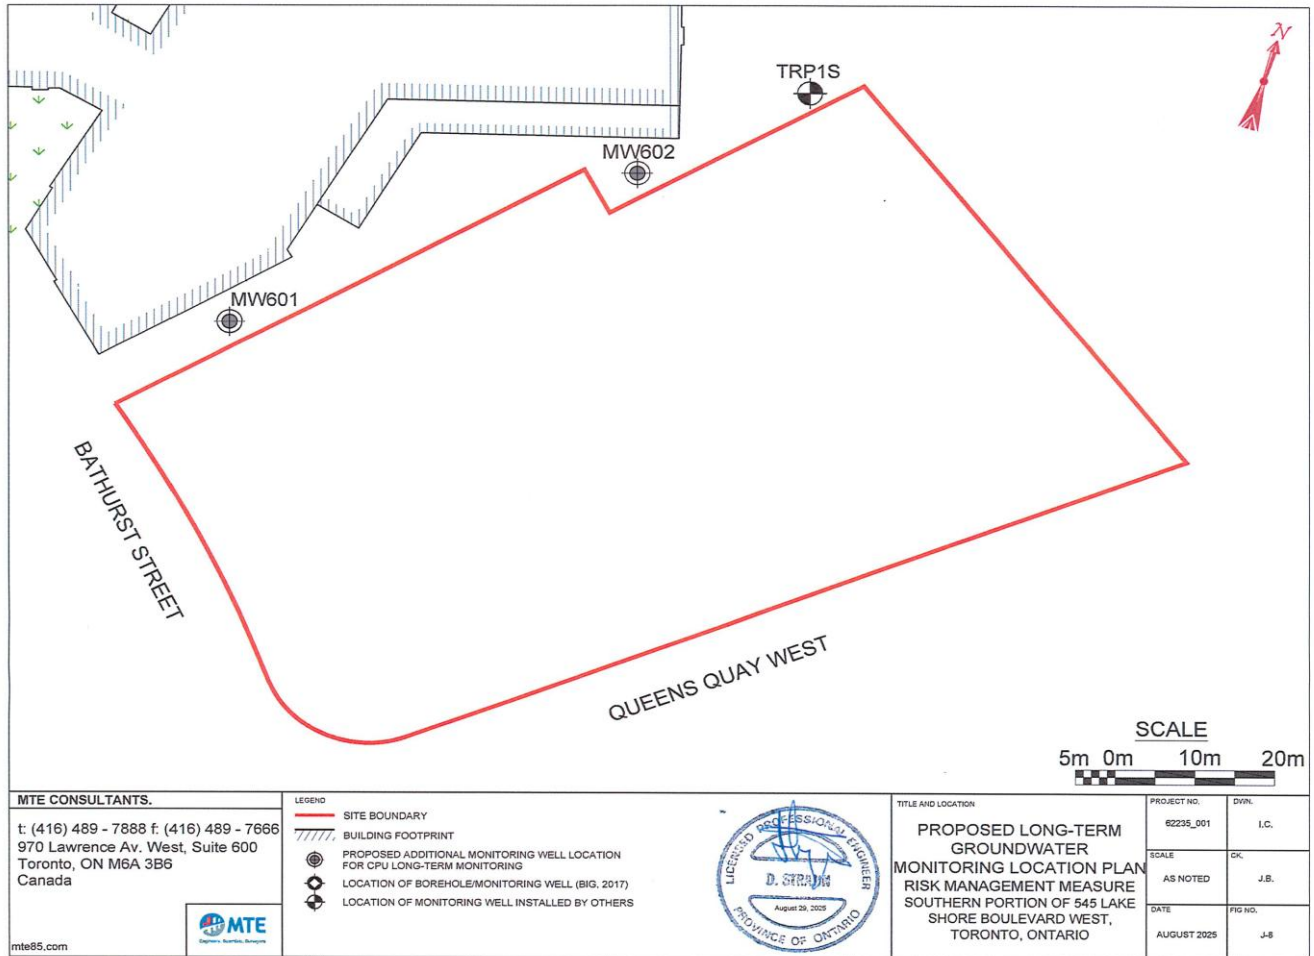 N
TRP1S
MW602
MW601
BATHURST STREET
QUEENS QUAY WEST
SCALE
5m 0m 10m 20m
MTE CONSULTANTS.
t: (416) 489 - 7888 f: (416) 489 - 7666
970 Lawrence Av. West, Suite 600
Toronto, ON M6A 3B6
Canada
MTE
Engineers, Scientists, Surveyors
mte85.com
LEGEND
SITE BOUNDARY
BUILDING FOOTPRINT
PROPOSED ADDITIONAL MONITORING WELL LOCATION
FOR CPU LONG-TERM MONITORING
LOCATION OF BOREHOLE/MONITORING WELL (BIG, 2017)
LOCATION OF MONITORING WELL INSTALLED BY OTHERS
LICENSED PROFESSIONAL ENGINEER
August 29, 2025
PROVINCE OF ONTARIO
TITLE AND LOCATION
PROPOSED LONG-TERM
GROUNDWATER
MONITORING LOCATION PLAN
RISK MANAGEMENT MEASURE
SOUTHERN PORTION OF 545 LAKE
SHORE BOULEVARD WEST,
TORONTO, ONTARIO
PROJECT NO.
62235_001
DWN.
I.C.
SCALE
AS NOTED
CK.
J.B.
DATE
AUGUST 2025
FIG NO.
J-8